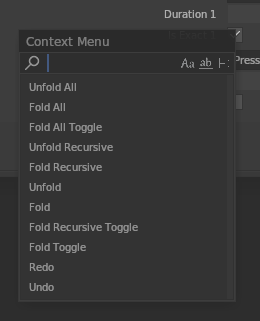 Duration 1
Context Menu
Press
Aa ab
Unfold All
Fold All
Fold All Toggle
Unfold Recursive
Fold Recursive
Unfold
Fold
Fold Recursive Toggle
Fold Toggle
Redo
Undo